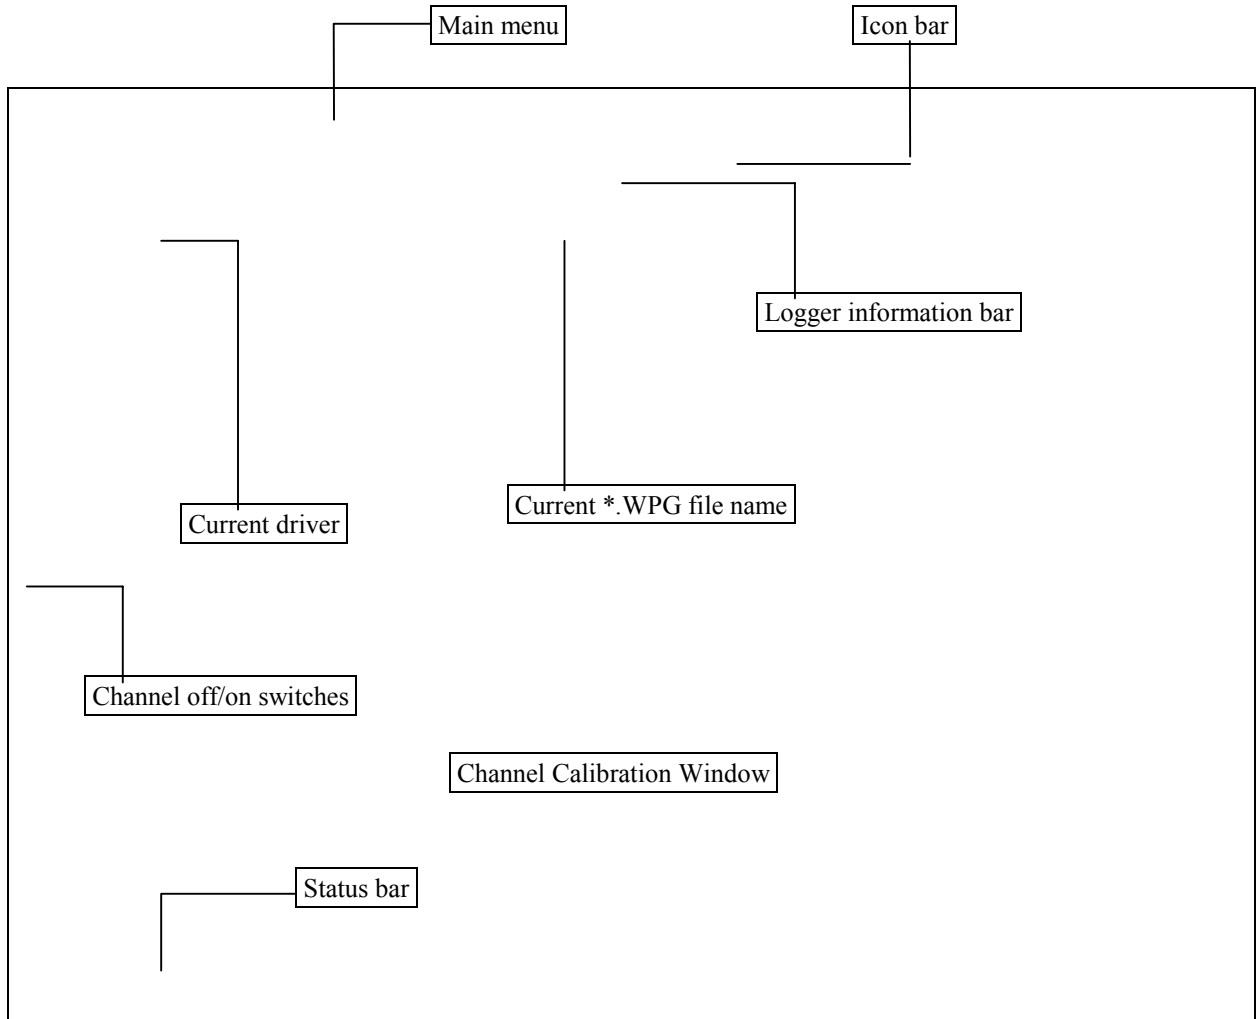 Main menu
Icon bar
Logger information bar
Current *.WPG file name
Current driver
Channel off/on switches
Channel Calibration Window
Status bar